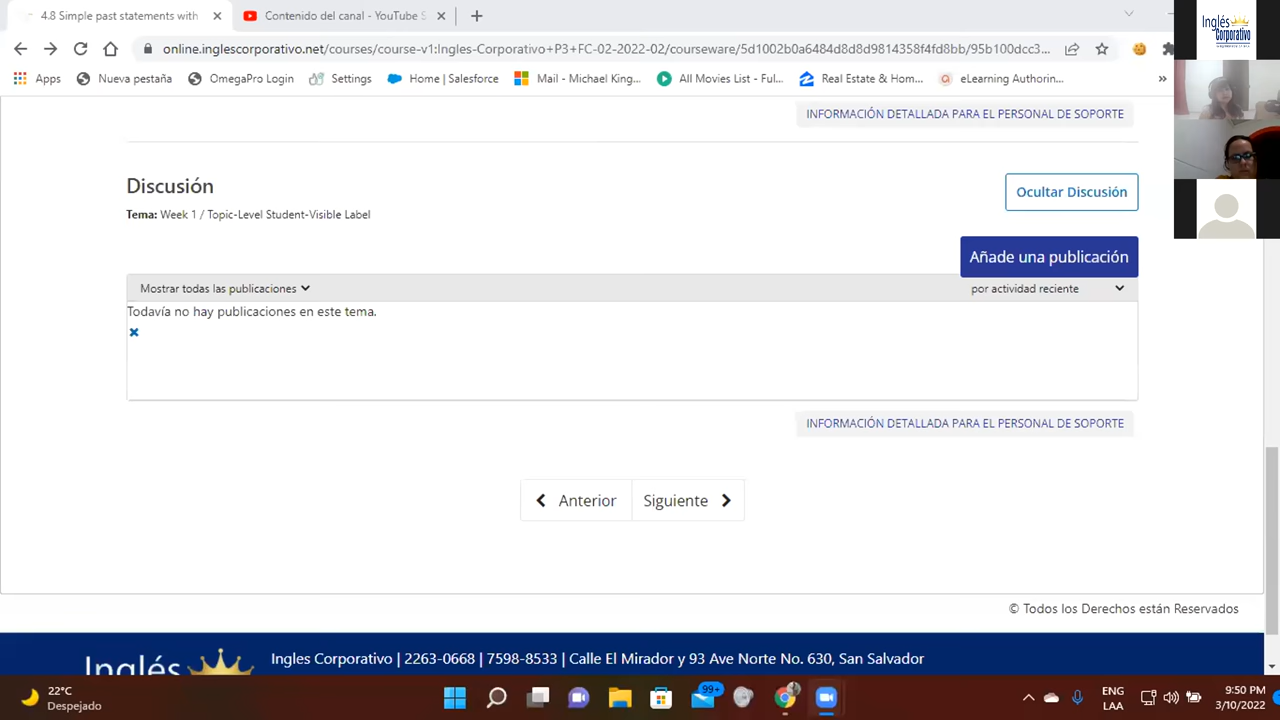 4.8 Simple past statements with
Contenido del canal - YouTube S
online.inglescorporativo.net/courses/course-v1:Ingles-Corporativo+P3+FC-02-2022-02/courseware/5d1002b0a6484d8d8d9814358f4fd8bb/95b100dcc3...
Apps
Nueva pestaña
OmegaPro Login
Settings
Home | Salesforce
Mail - Michael King...
All Movies List - Ful...
Real Estate & Hom...
eLearning Authorin...
»
Inglés
Corporativo
INFORMACIÓN DETALLADA PARA EL PERSONAL DE SOPORTE
Discusión
Ocultar Discusión
Tema: Week 1 / Topic-Level Student-Visible Label
Añade una publicación
Mostrar todas las publicaciones
por actividad reciente
Todavía no hay publicaciones en este tema.
INFORMACIÓN DETALLADA PARA EL PERSONAL DE SOPORTE
Anterior
Siguiente
© Todos los Derechos están Reservados
Inglés
Ingles Corporativo | 2263-0668 | 7598-8533 | Calle El Mirador y 93 Ave Norte No. 630, San Salvador
22°C
Despejado
99+
ENG
LAA
9:50 PM
3/10/2022